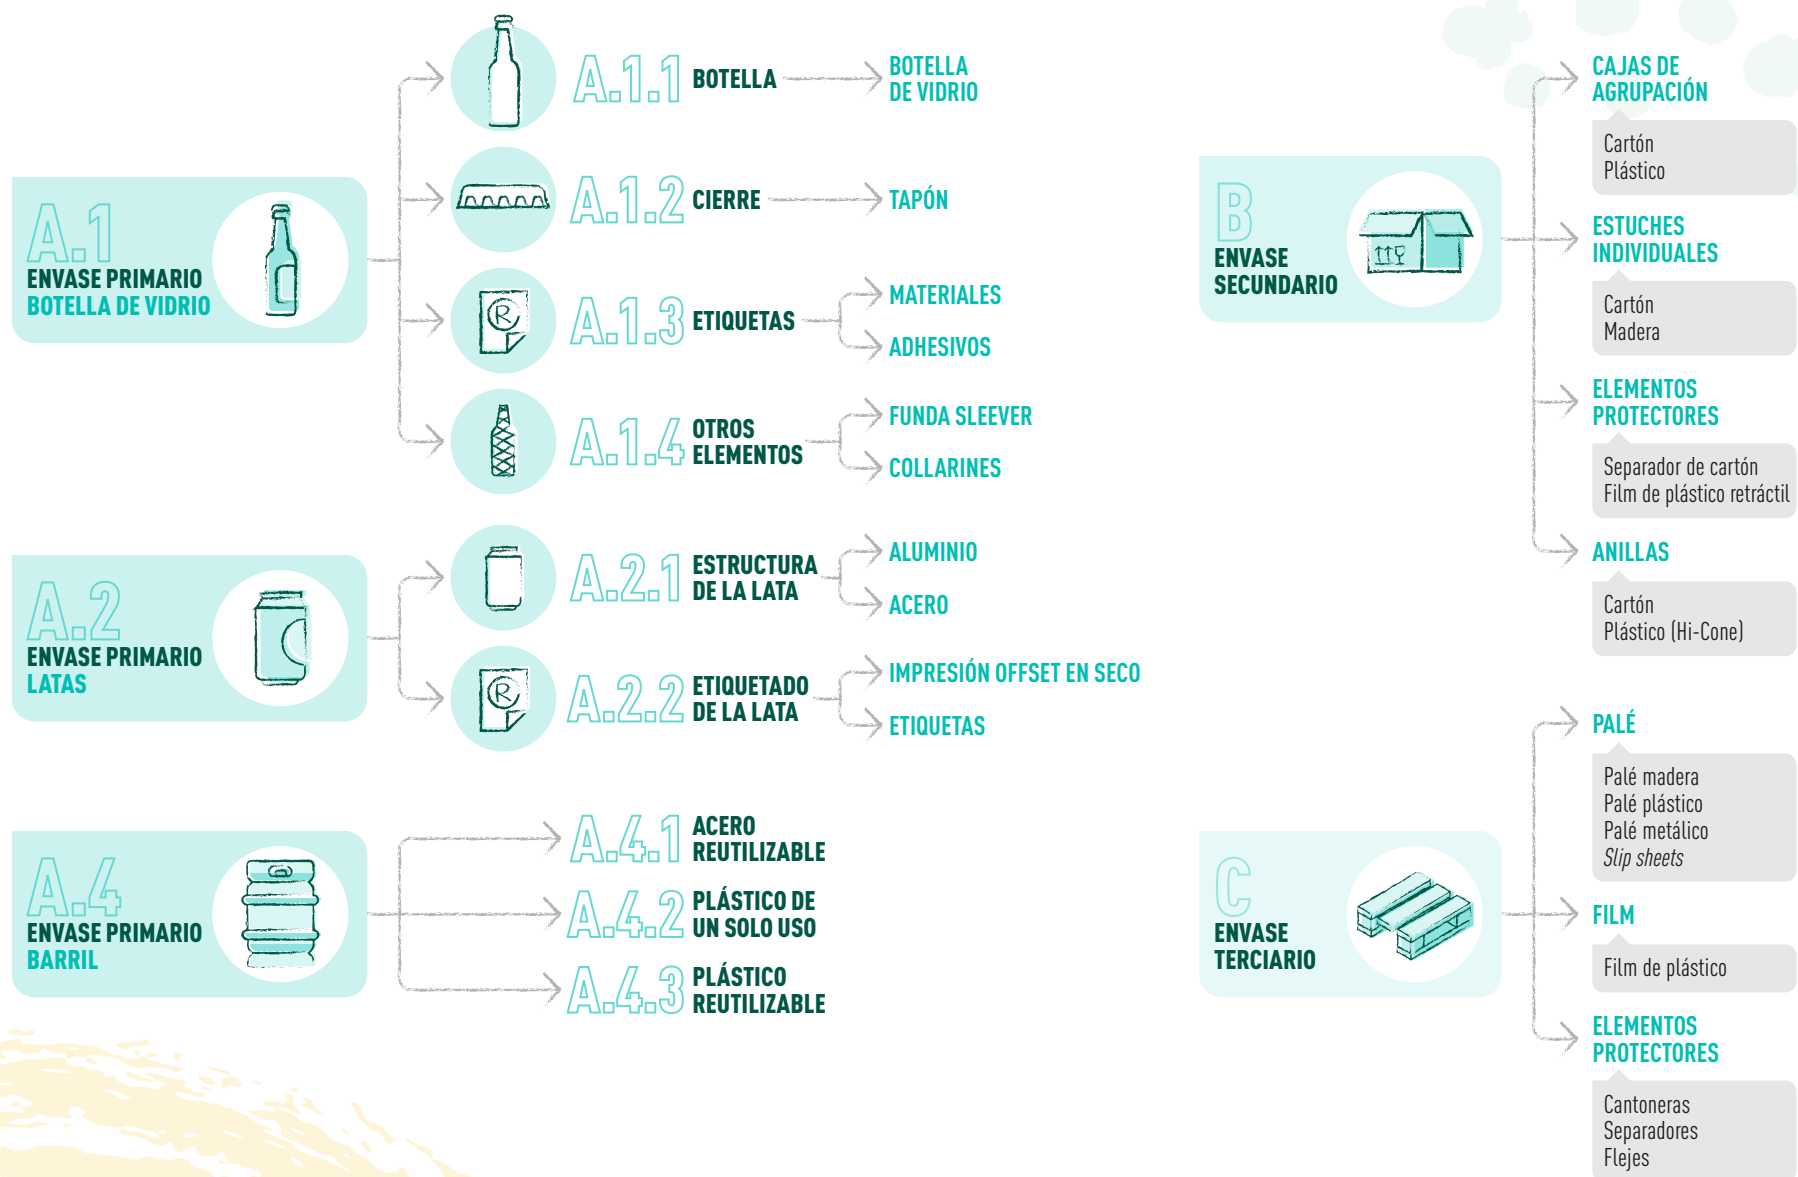 A.1
ENVASE PRIMARIO
BOTELLA DE VIDRIO
A.1.1 BOTELLA
BOTELLA
DE VIDRIO
A.1.2 CIERRE
TAPÓN
A.1.3 ETIQUETAS
R
MATERIALES
ADHESIVOS
A.1.4 OTROS
ELEMENTOS
FUNDA SLEEVER
COLLARINES
A.2
ENVASE PRIMARIO
LATAS
A.2.1 ESTRUCTURA
DE LA LATA
ALUMINIO
ACERO
A.2.2 ETIQUETADO
DE LA LATA
R
IMPRESIÓN OFFSET EN SECO
ETIQUETAS
A.4
ENVASE PRIMARIO
BARRIL
A.4.1 ACERO
REUTILIZABLE
A.4.2 PLÁSTICO DE
UN SOLO USO
A.4.3 PLÁSTICO
REUTILIZABLE
B
ENVASE
SECUNDARIO
CAJAS DE
AGRUPACIÓN
Cartón
Plástico
ESTUCHES
INDIVIDUALES
Cartón
Madera
ELEMENTOS
PROTECTORES
Separador de cartón
Film de plástico retráctil
ANILLAS
Cartón
Plástico (Hi-Cone)
C
ENVASE
TERCIARIO
PALÉ
Palé madera
Palé plástico
Palé metálico
Slip sheets
FILM
Film de plástico
ELEMENTOS
PROTECTORES
Cantoneras
Separadores
Flejes